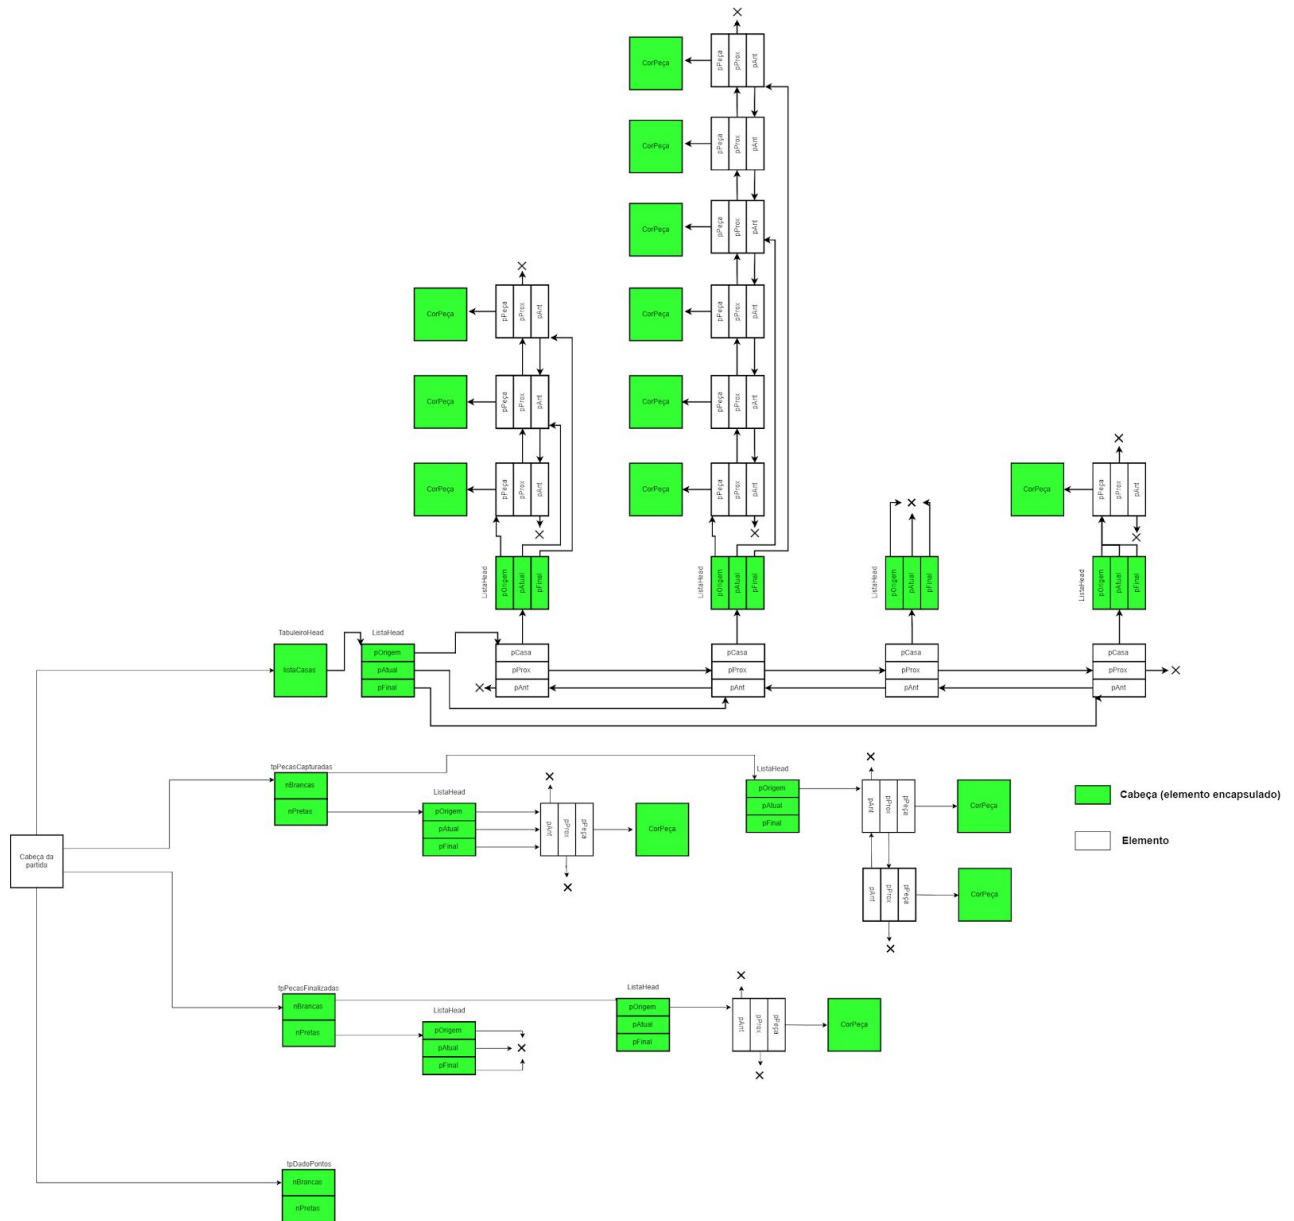 CorPeça
pPeça
pProx
pAnt
CorPeça
pPeça
pProx
pAnt
CorPeça
pPeça
pProx
pAnt
CorPeça
pPeça
pProx
pAnt
CorPeça
pPeça
pProx
pAnt
CorPeça
pPeça
pProx
pAnt
CorPeça
pPeça
pProx
pAnt
CorPeça
pPeça
pProx
pAnt
CorPeça
pPeça
pProx
pAnt
CorPeça
pPeça
pProx
pAnt
ListaHead
pOrigem
pAtual
pFinal
ListaHead
pOrigem
pAtual
pFinal
ListaHead
pOrigem
pAtual
pFinal
ListaHead
pOrigem
pAtual
pFinal
TabuleiroHead
listaCasas
ListaHead
pOrigem
pAtual
pFinal
pCasa
pProx
pAnt
pCasa
pProx
pAnt
pCasa
pProx
pAnt
pCasa
pProx
pAnt
tpPecasCapturadas
nBrancas
nPretas
ListaHead
pOrigem
pAtual
pFinal
pAnt
pProx
pPeça
CorPeça
ListaHead
pOrigem
pAtual
pFinal
pAnt
pProx
pPeça
CorPeça
pAnt
pProx
pPeça
CorPeça
Cabeça (elemento encapsulado)
Elemento
Cabeça da
partida
tpPecasFinalizadas
nBrancas
nPretas
ListaHead
pOrigem
pAtual
pFinal
ListaHead
pOrigem
pAtual
pFinal
pAnt
pProx
pPeça
CorPeça
tpDadoPontos
nBrancas
nPretas